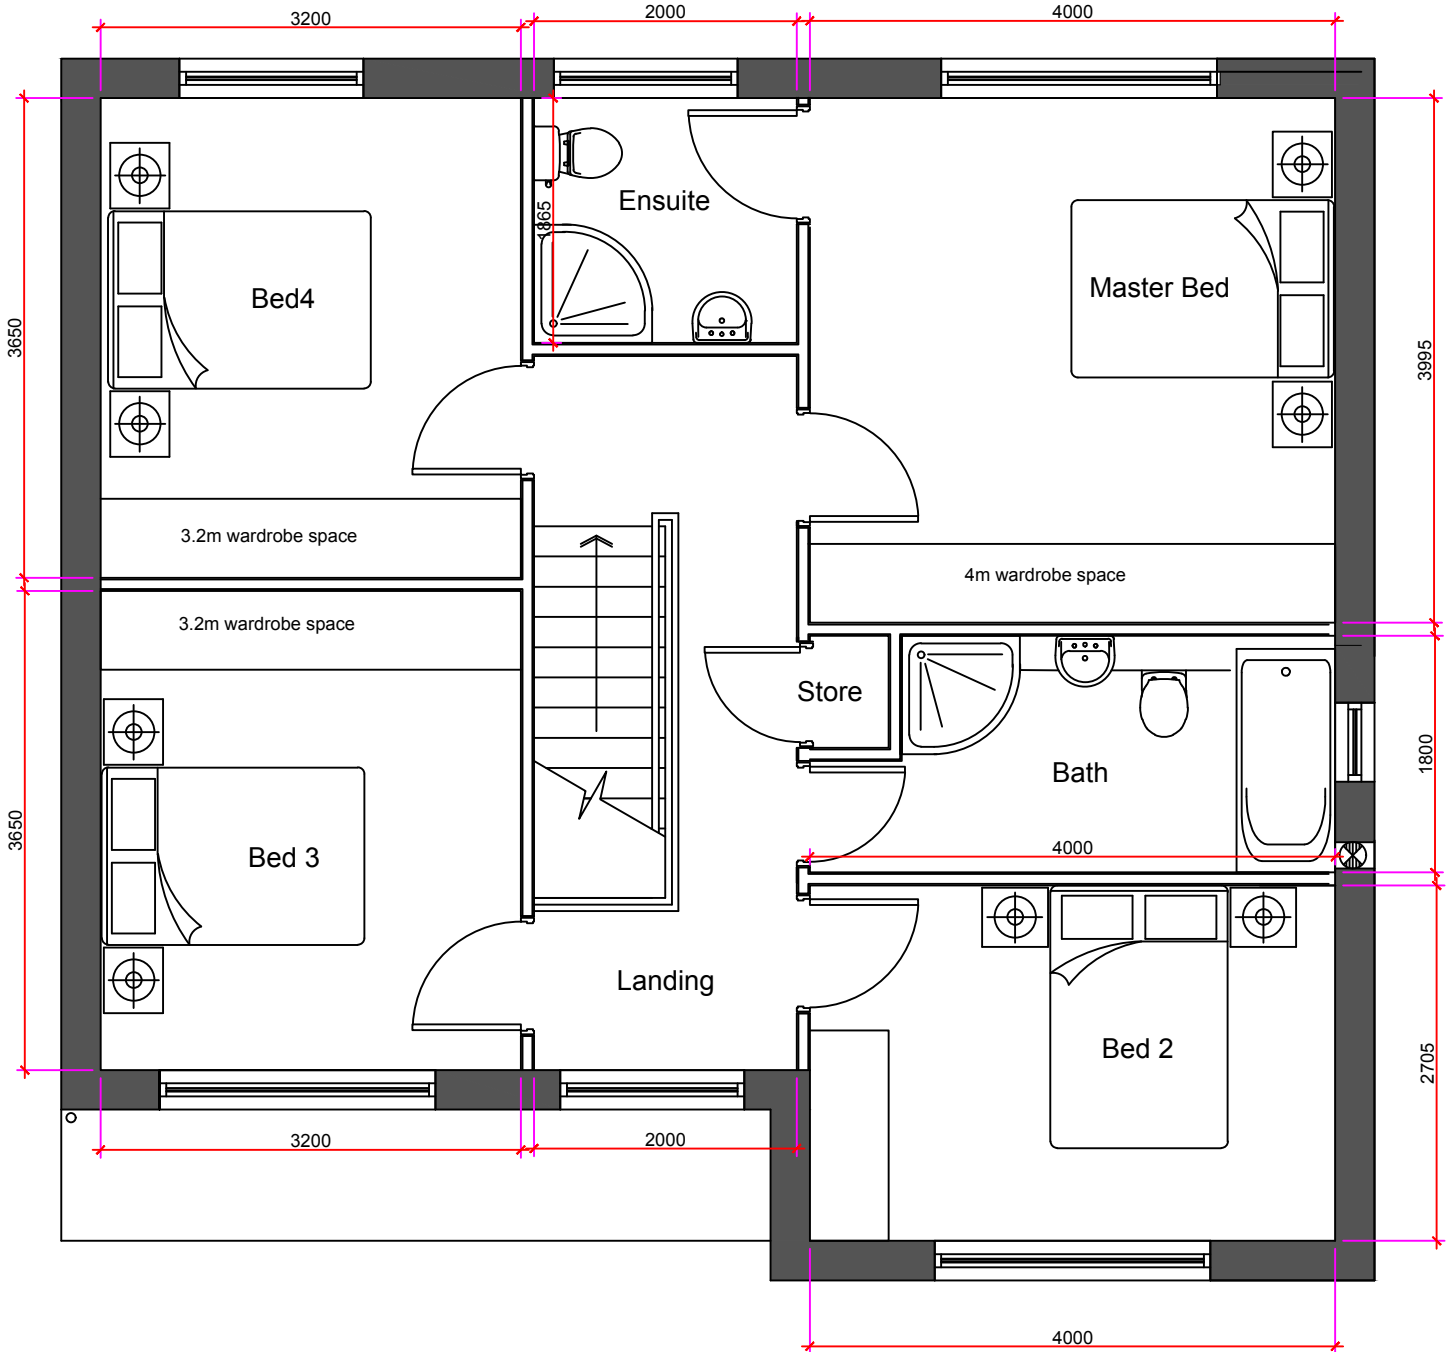 3200
2000
4000
Ensuite
1865
Bed4
Master Bed
3650
3995
3.2m wardrobe space
4m wardrobe space
3.2m wardrobe space
Store
Bath
1800
3650
4000
Bed 3
Landing
Bed 2
2705
3200
2000
4000